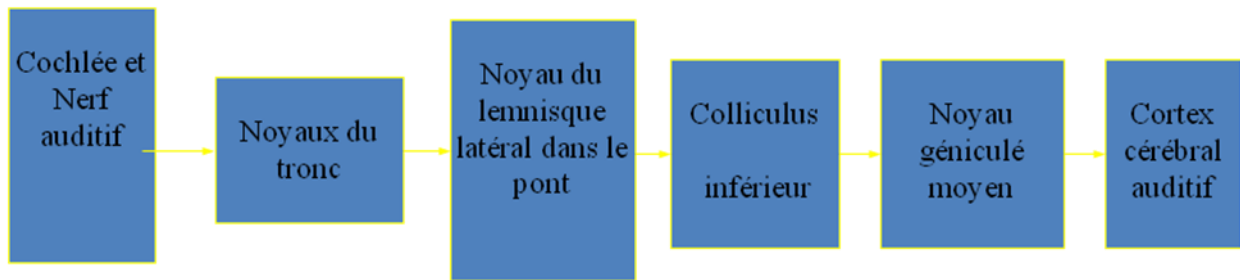 Cochlée et
Nerf
auditif
Noyaux du
tronc
Noyau du
lemnisque
latéral dans le
pont
Colliculus
inférieur
Noyau
géniculé
moyen
Cortex
cérébral
auditif